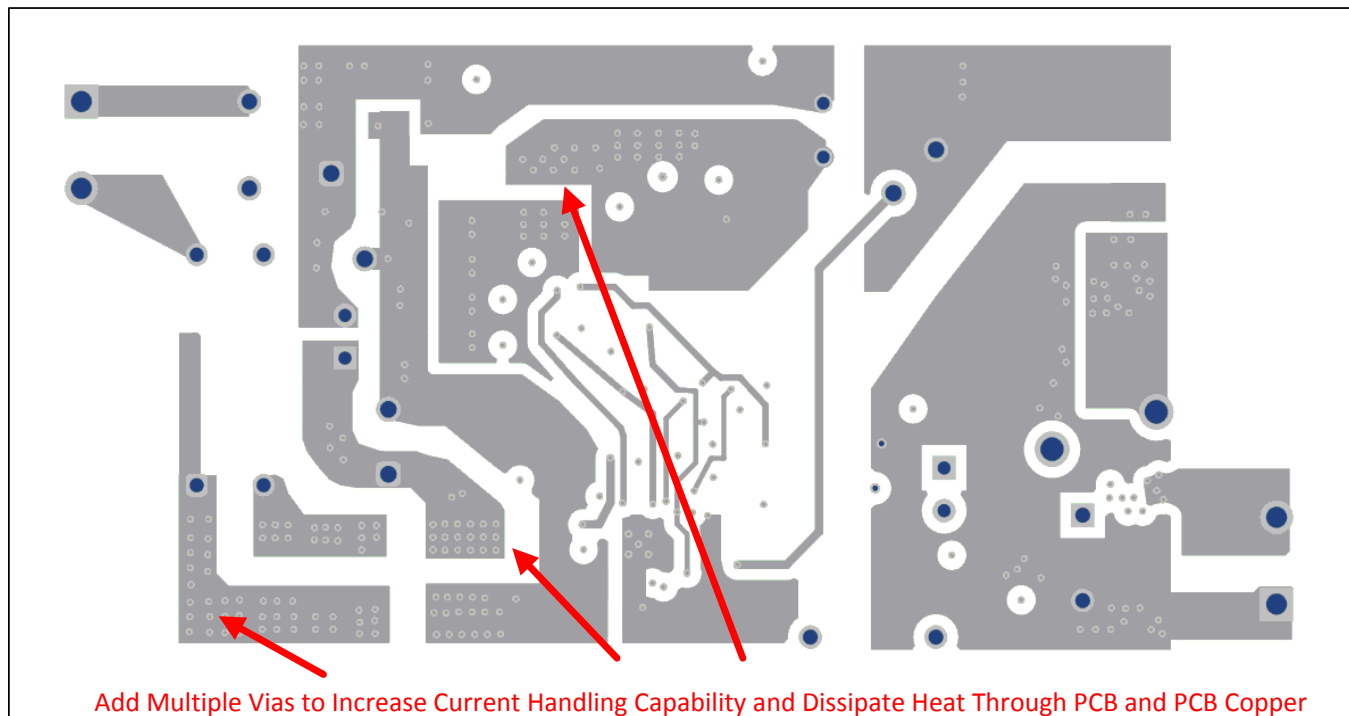 Add Multiple Vias to Increase Current Handling Capability and Dissipate Heat Through PCB and PCB Copper